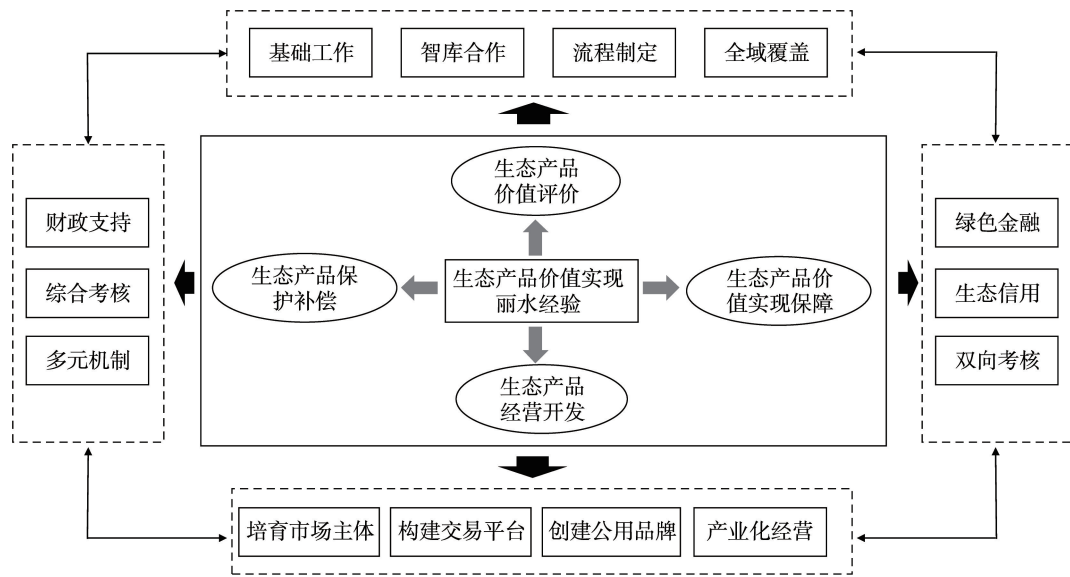 基础工作
智库合作
流程制定
全域覆盖
财政支持
综合考核
多元机制
生态产品
价值评价
生态产品保
护补偿
生态产品价值实现
丽水经验
生态产品价
值实现保障
生态产品
经营开发
绿色金融
生态信用
双向考核
培育市场主体
构建交易平台
创建公用品牌
产业化经营